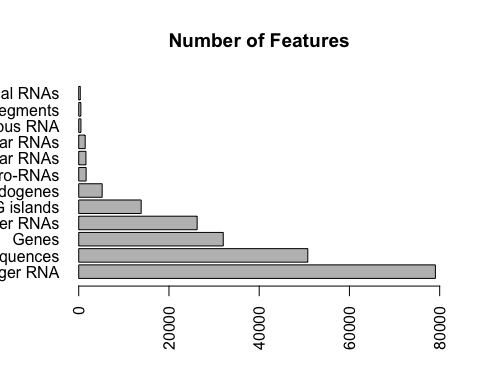 Number of Features
al RNAs
egments
ous RNA
ar RNAs
ar RNAs
ro-RNAs
dogenes
G islands
er RNAs
Genes
quences
ger RNA
0
20000
40000
60000
80000